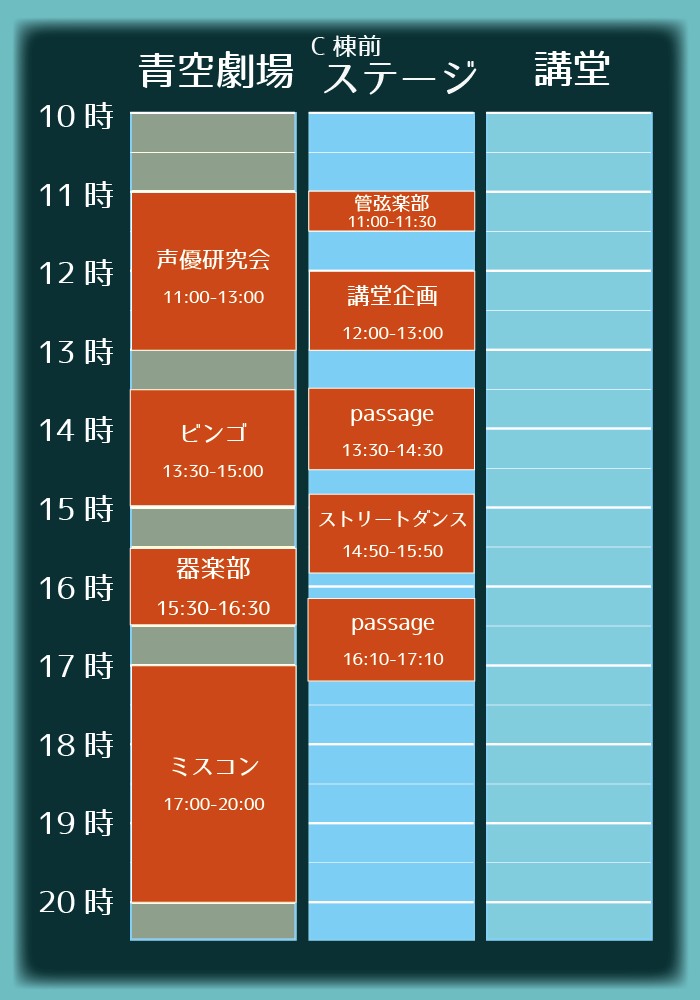 青空劇場
C 棟前
ステージ
講堂
10 時
11 時
12 時
13 時
14 時
15 時
16 時
17 時
18 時
19 時
20 時
声優研究会
11:00-13:00
ビンゴ
13:30-15:00
器楽部
15:30-16:30
ミスコン
17:00-20:00
管弦楽部
11:00-11:30
講堂企画
12:00-13:00
passage
13:30-14:30
ストリートダンス
14:50-15:50
passage
16:10-17:10